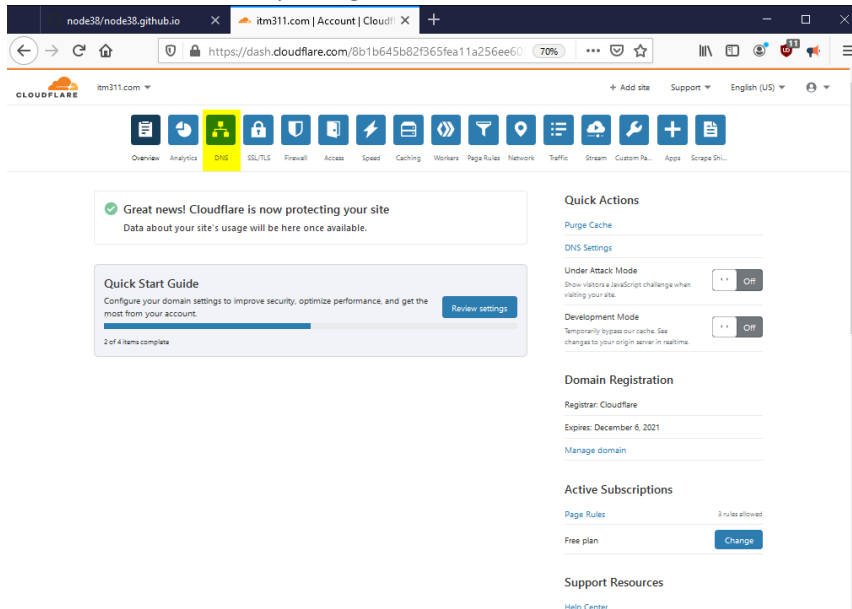 node38/node38.github.io
itm311.com | Account | Cloudfl
https://dash.cloudflare.com/8b1b645b82f365fea11a256ee60
70%
11
CLOUDFLARE
itm311.com
+ Add site
Support
English (US)
Overview
Analytics
DNS
SSL/TLS
Firewall
Access
Speed
Caching
Workers
Page Rules
Network
Traffic
Stream
Custom Pa...
Apps
Scrape Shi...
Great news! Cloudflare is now protecting your site
Data about your site's usage will be here once available.
Quick Start Guide
Configure your domain settings to improve security, optimize performance, and get the
most from your account.
Review settings
2 of 4 items complete
Quick Actions
Purge Cache
DNS Settings
Under Attack Mode
Show visitors a JavaScript challenge when
visiting your site.
Off
Development Mode
Temporarily bypass our cache. See
changes to your origin server in realtime.
Off
Domain Registration
Registrar: Cloudflare
Expires: December 6, 2021
Manage domain
Active Subscriptions
Page Rules
3 rules allowed
Free plan
Change
Support Resources
Help Center